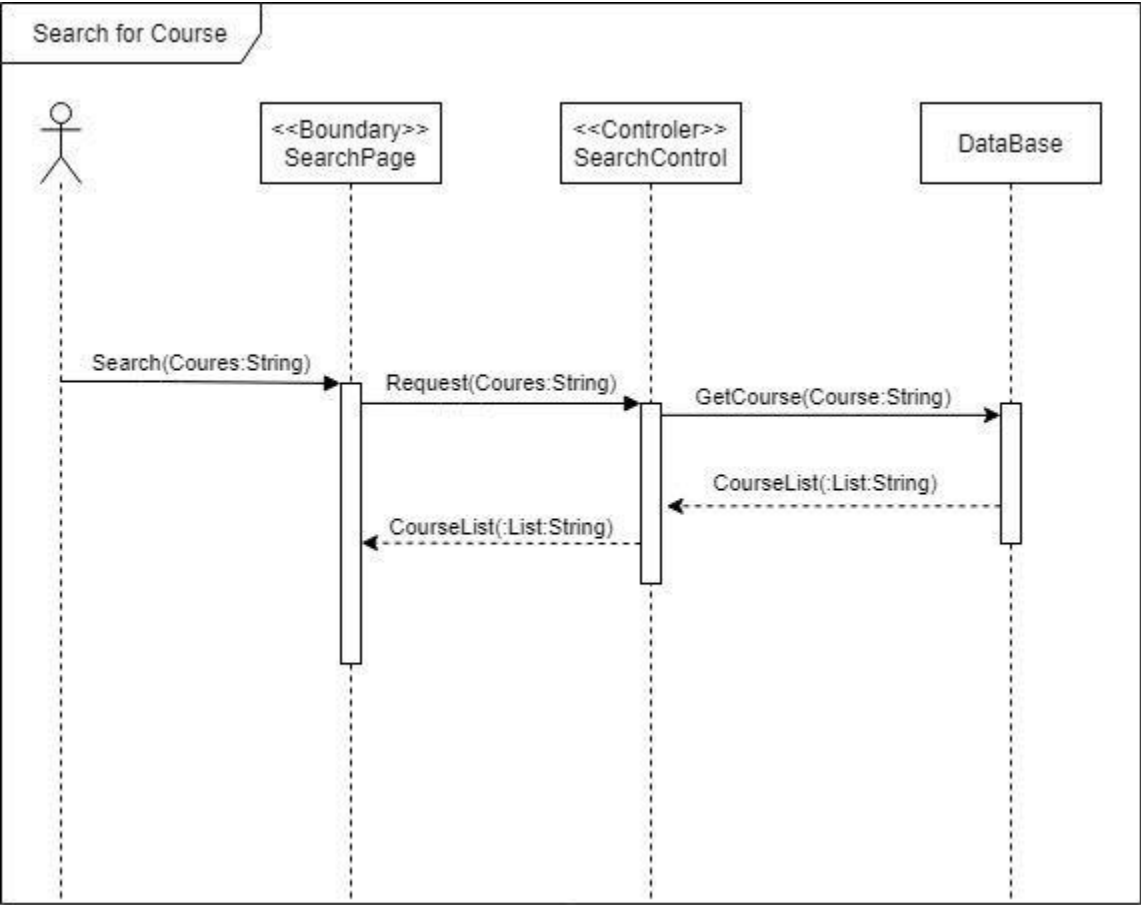 Search for Course
<<Boundary>>
SearchPage
<<Controler>>
SearchControl
DataBase
Search(Coures:String)
Request(Coures:String)
GetCourse(Course:String)
CourseList(:List:String)
CourseList(:List:String)